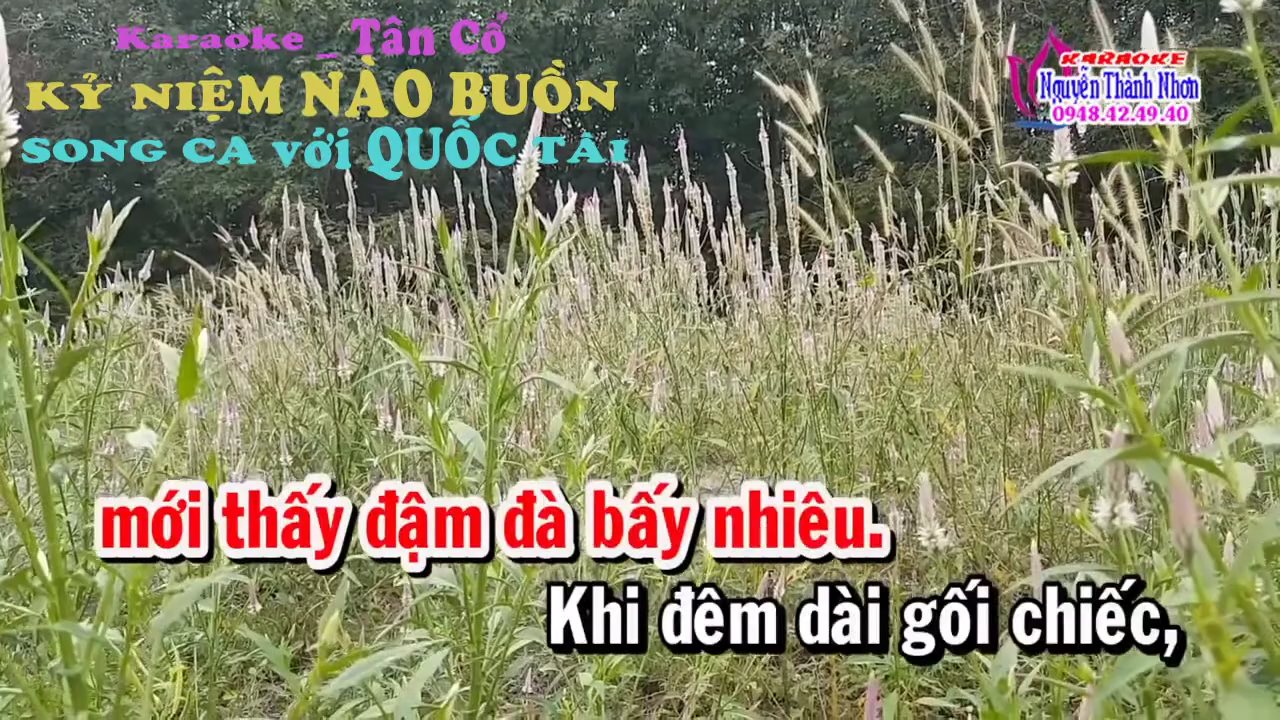 Karaoke _ Tân Cổ
KỶ NIỆM NÀO BUỒN
SONG CA với QUỐC TÀI
KARAOKE
Nguyễn Thành Nhơn
0948.42.49.40
mới thấy đậm đà bấy nhiêu.
Khi đêm dài gối chiếc,